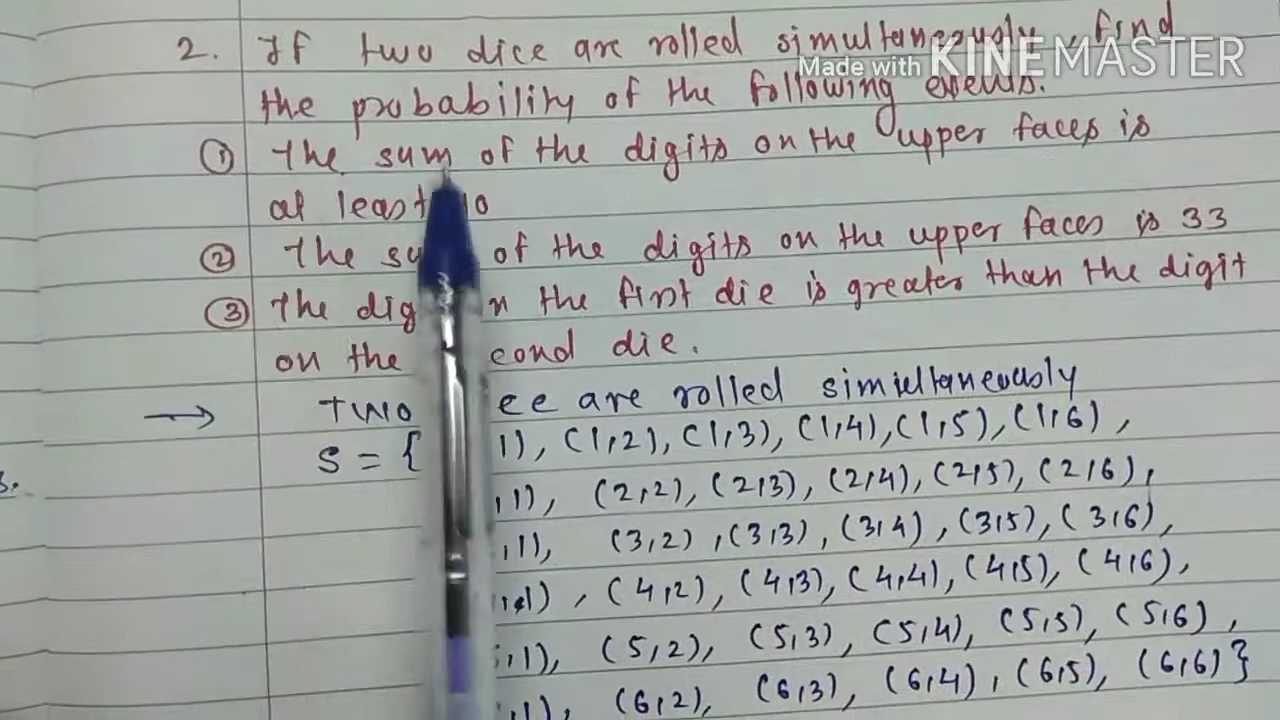 2. If two dice are rolled simultaneously, find
Made with KINEMASTER
the probability of the following events.
① The sum of the digits on the upper faces is
at least 10
② The su of the digits on the upper faces is 33
③ The dig n the first die is greater than the digit
on the econd die.
→ Two ee are rolled simultaneously
S = { 1), (1,2), (1,3), (1,4), (1,5), (1,6),
,1), (2,2), (2,3), (2,4), (2,5), (2,6),
,1), (3,2), (3,3), (3,4), (3,5), (3,6),
,1), (4,2), (4,3), (4,4), (4,5), (4,6),
,1), (5,2), (5,3), (5,4), (5,5), (5,6),
,1), (6,2), (6,3), (6,4), (6,5), (6,6)}